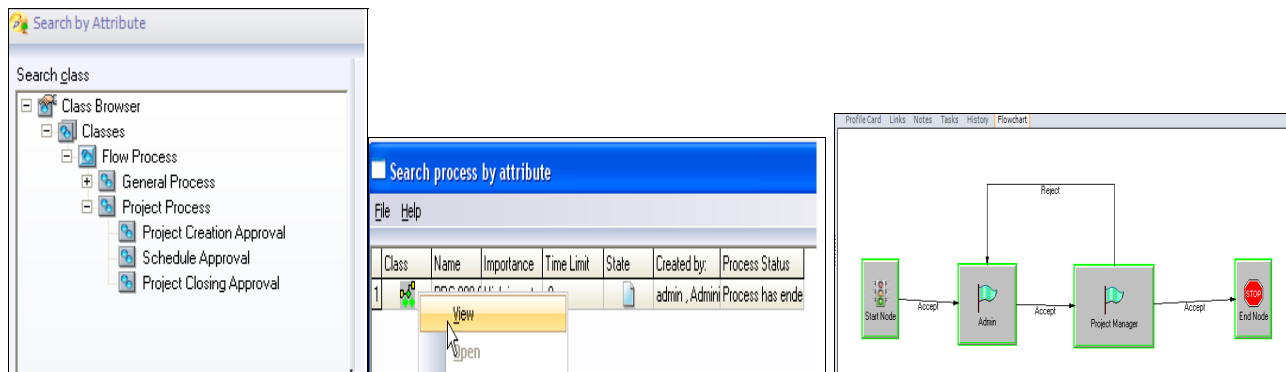 Search by Attribute
Search class
Class Browser
Classes
Flow Process
General Process
Project Process
Project Creation Approval
Schedule Approval
Project Closing Approval
Search process by attribute
File Help
Class Name Importance Time Limit State Created by: Process Status
1 admin , Admini Process has ende
View
Open
Profile Card Links Notes Tasks History Flowchart
Reject
Start Node Accept Admin Accept Project Manager Accept STOP End Node